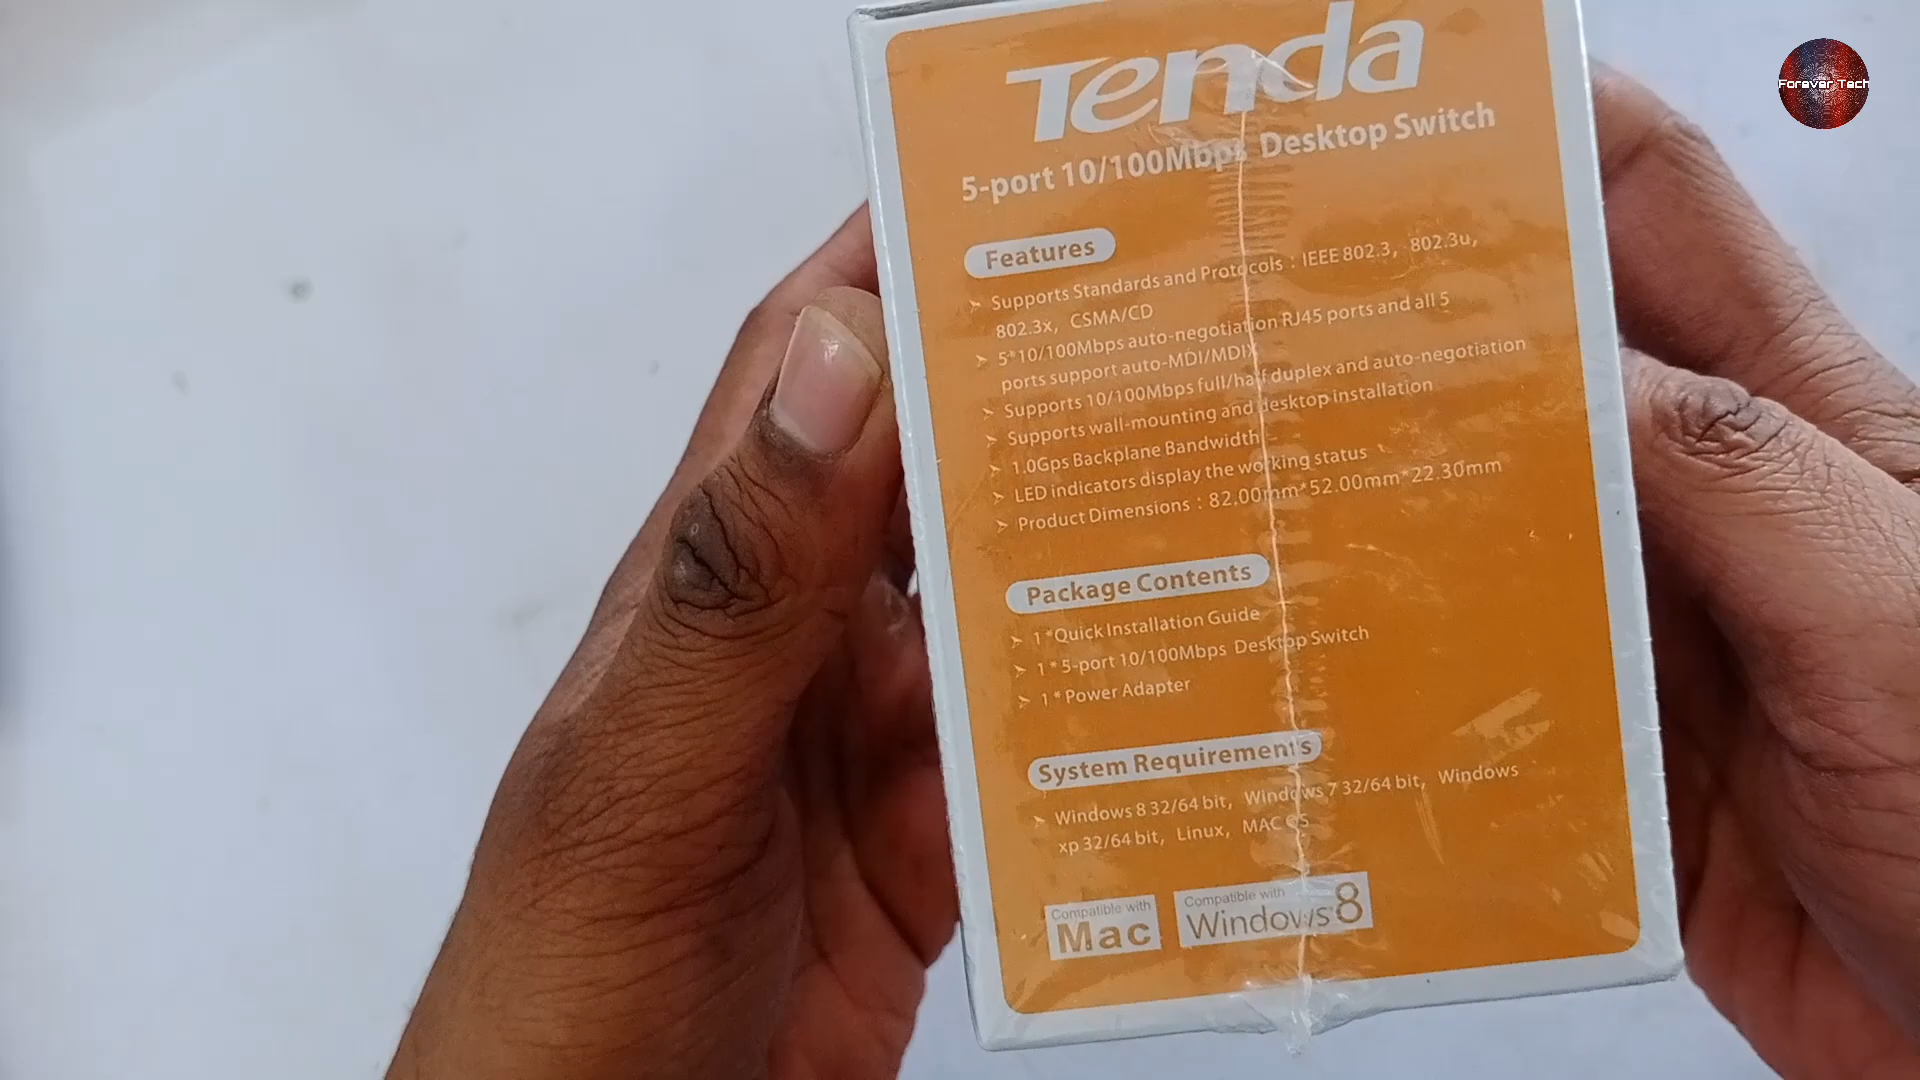 Tenda
5-port 10/100Mbps Desktop Switch
Features
Supports Standards and Protocols : IEEE 802.3, 802.3u,
802.3x, CSMA/CD
5*10/100Mbps auto-negotiation RJ45 ports and all 5
ports support auto-MDI/MDIX
Supports 10/100Mbps full/half duplex and auto-negotiation
Supports wall-mounting and desktop installation
1.0Gps Backplane Bandwidth
LED indicators display the working status
Product Dimensions : 82.00mm*52.00mm*22.30mm
Package Contents
1 *Quick Installation Guide
1 * 5-port 10/100Mbps Desktop Switch
1 * Power Adapter
System Requirements
Windows 8 32/64 bit, Windows 7 32/64 bit, Windows
xp 32/64 bit, Linux, MAC OS
Compatible with
Mac
Compatible with
Windows 8
Forever Tech